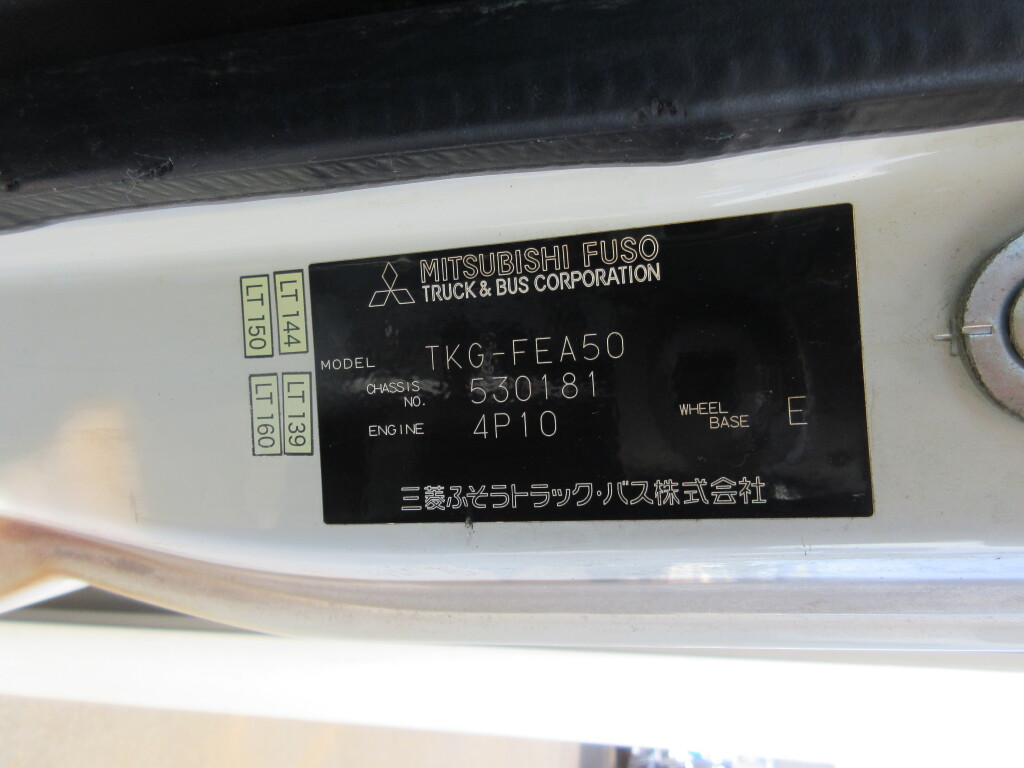 MITSUBISHI FUSO
TRUCK & BUS CORPORATION
MODEL TKG-FEA50
CHASSIS NO. 530181
ENGINE 4P10
WHEEL BASE E
三菱ふそうトラック・バス株式会社
LT 144
LT 150
LT 139
LT 160